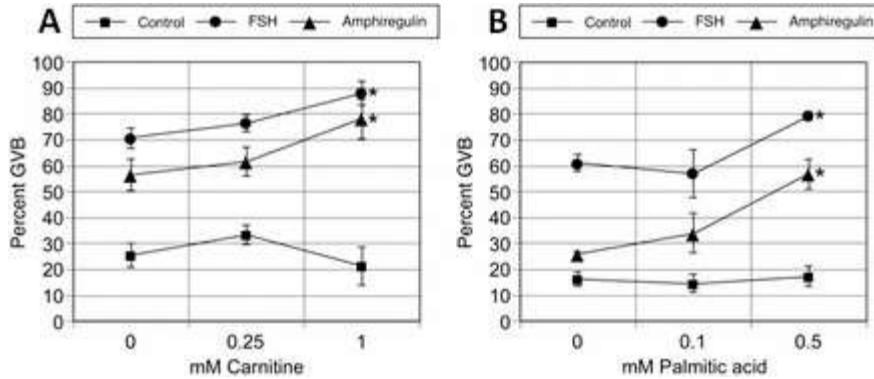 A
Control FSH Amphiregulin
100
90
80
70
60
50
40
30
20
10
0
Percent GVB
*
*
0 0.25 1
mM Carnitine
B
Control FSH Amphiregulin
100
90
80
70
60
50
40
30
20
10
0
Percent GVB
*
*
0 0.1 0.5
mM Palmitic acid